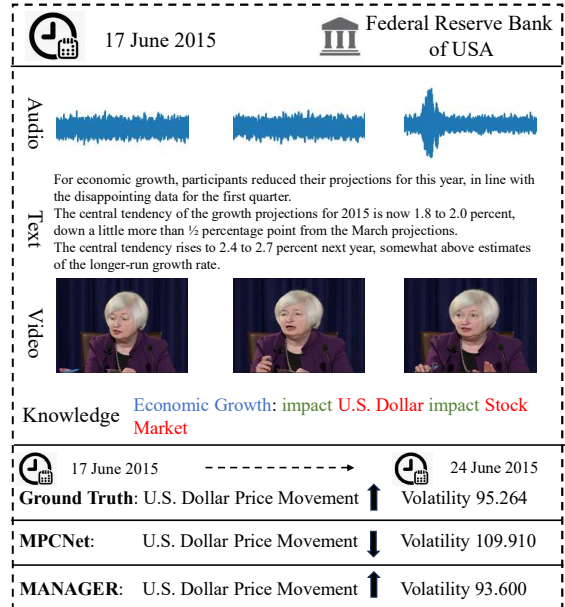 17 June 2015
Federal Reserve Bank
of USA
Audio
Text
For economic growth, participants reduced their projections for this year, in line with
the disappointing data for the first quarter.
The central tendency of the growth projections for 2015 is now 1.8 to 2.0 percent,
down a little more than ½ percentage point from the March projections.
The central tendency rises to 2.4 to 2.7 percent next year, somewhat above estimates
of the longer-run growth rate.
Video
Knowledge
Economic Growth: impact U.S. Dollar impact Stock
Market
17 June 2015
24 June 2015
Ground Truth: U.S. Dollar Price Movement Volatility 95.264
MPCNet: U.S. Dollar Price Movement Volatility 109.910
MANAGER: U.S. Dollar Price Movement Volatility 93.600